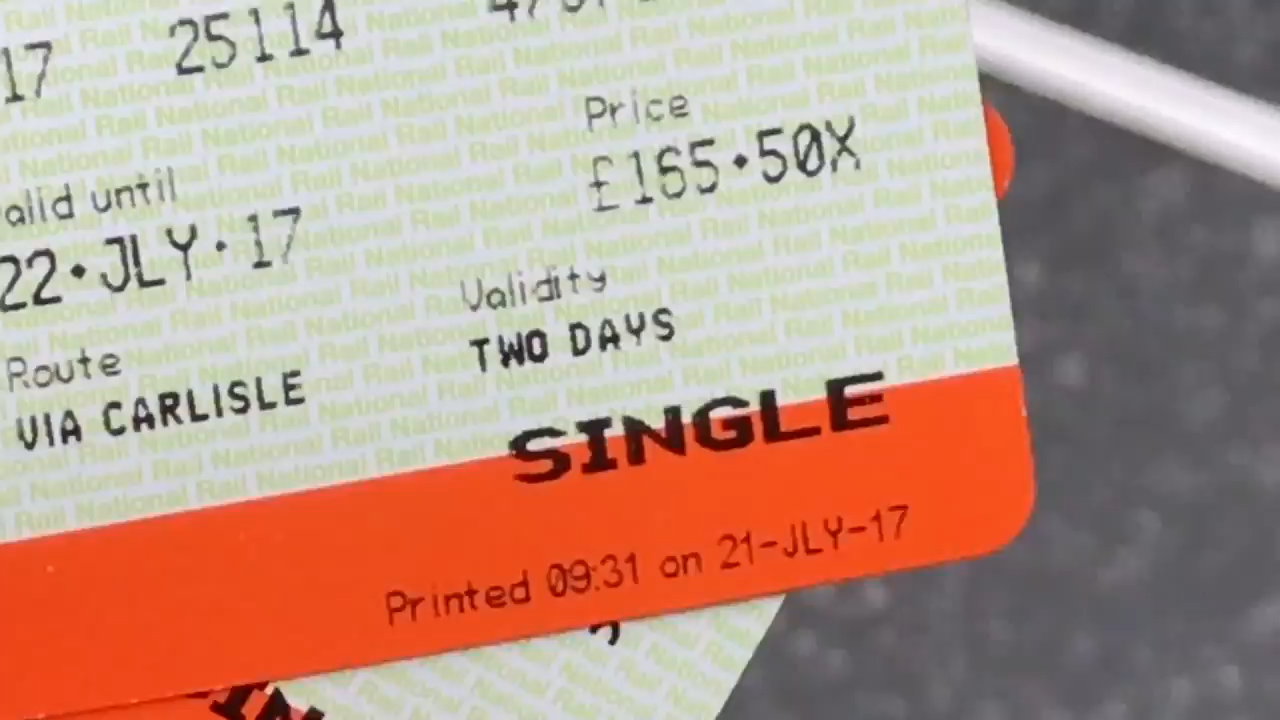 17 25114
Price
£165·50X
alid until
22·JLY·17
Validity
TWO DAYS
Route
VIA CARLISLE
SINGLE
Printed 09:31 on 21-JLY-17